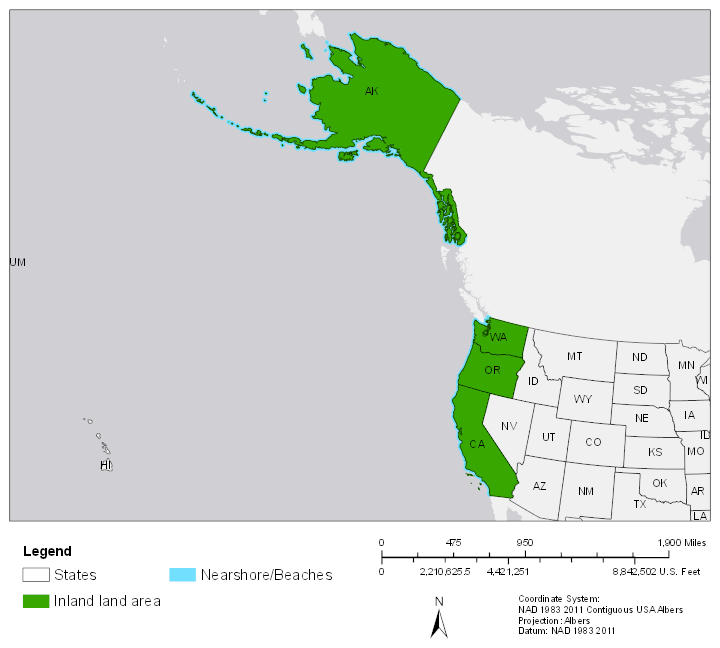 AK
UM
WA
MT
ND
MN
OR
ID
SD
WI
WY
NV
NE
IA
CA
UT
CO
IL
KS
MO
HI
AZ
NM
OK
AR
TX
LA
Legend
States
Nearshore/Beaches
Inland land area
0 475 950 1,900 Miles
0 2,210,625.5 4,421,251 8,842,502 U.S. Feet
N
Coordinate System:
NAD 1983 2011 Contiguous USA Albers
Projection: Albers
Datum: NAD 1983 2011